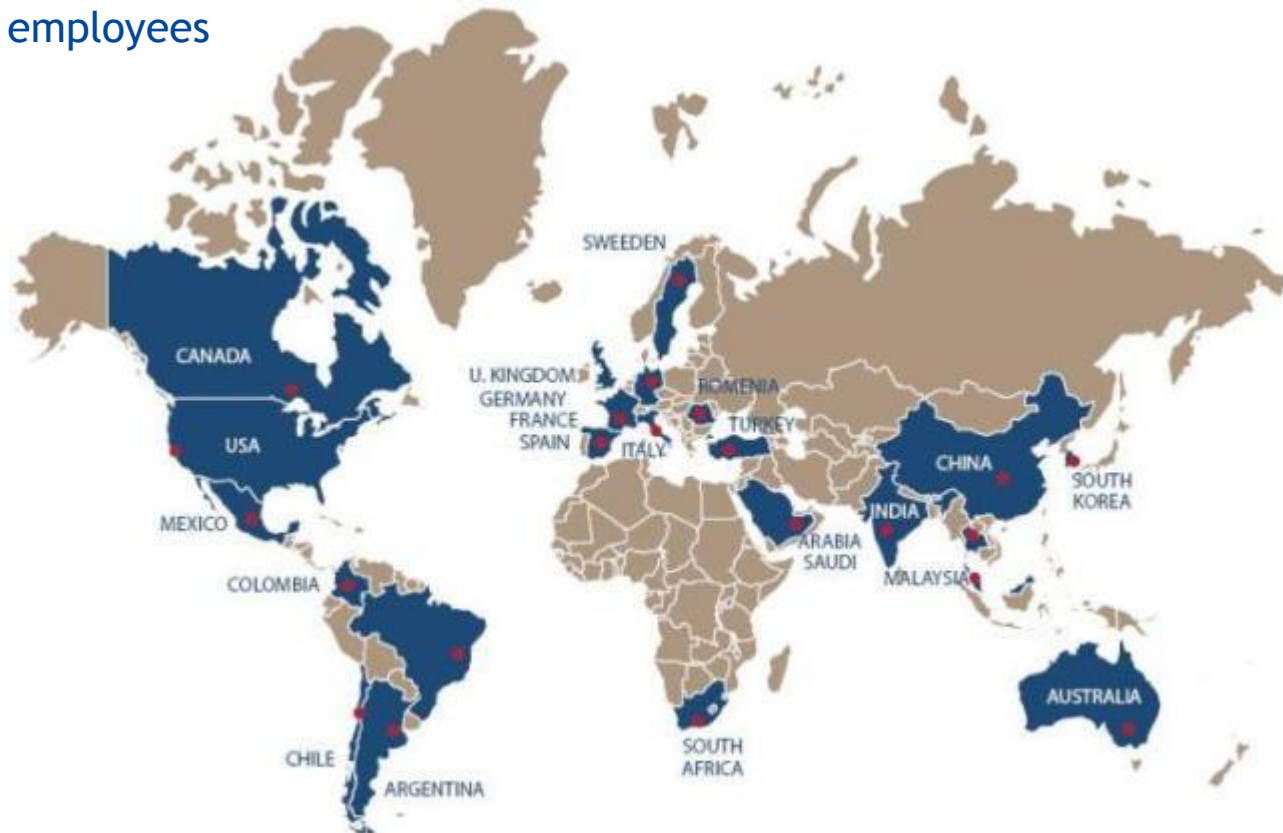 employees
SWEEDEN
CANADA
U. KINGDOM
GERMANY
ROMENIA
FRANCE
TURKEY
SPAIN
ITALY
USA
CHINA
SOUTH
KOREA
MEXICO
INDIA
ARABIA
SAUDI
COLOMBIA
MALAYSIA
AUSTRALIA
SOUTH
AFRICA
CHILE
ARGENTINA